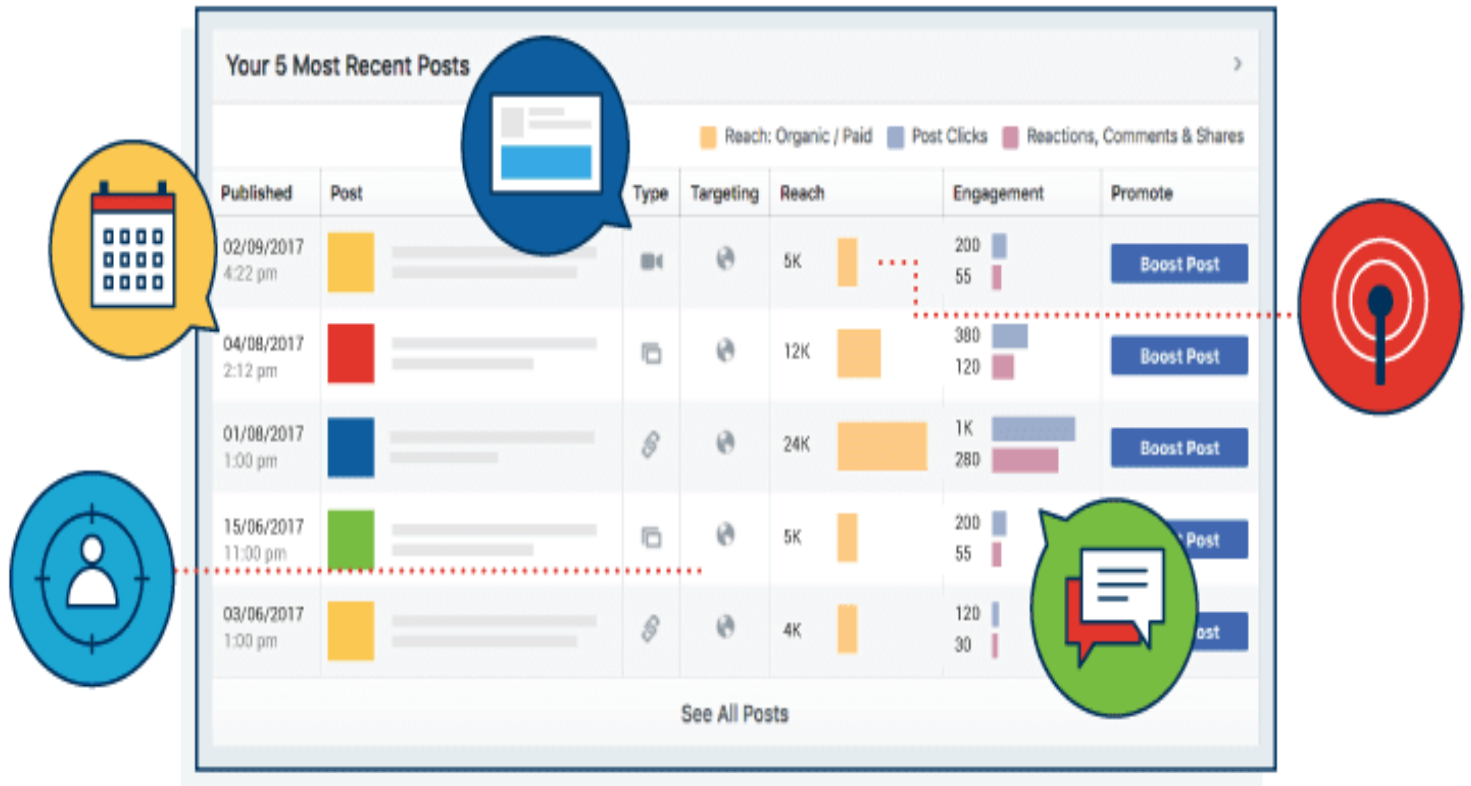 Your 5 Most Recent Posts
Reach: Organic / Paid Post Clicks Reactions, Comments & Shares
Published Post Type Targeting Reach Engagement Promote
02/09/2017 5K 200 Boost Post
4:22 pm 55
04/08/2017 12K 380 Boost Post
2:12 pm 120
01/08/2017 24K 1K Boost Post
1:00 pm 280
15/06/2017 5K 200 Post
11:00 pm 55
03/06/2017 4K 120 ost
1:00 pm 30
See All Posts